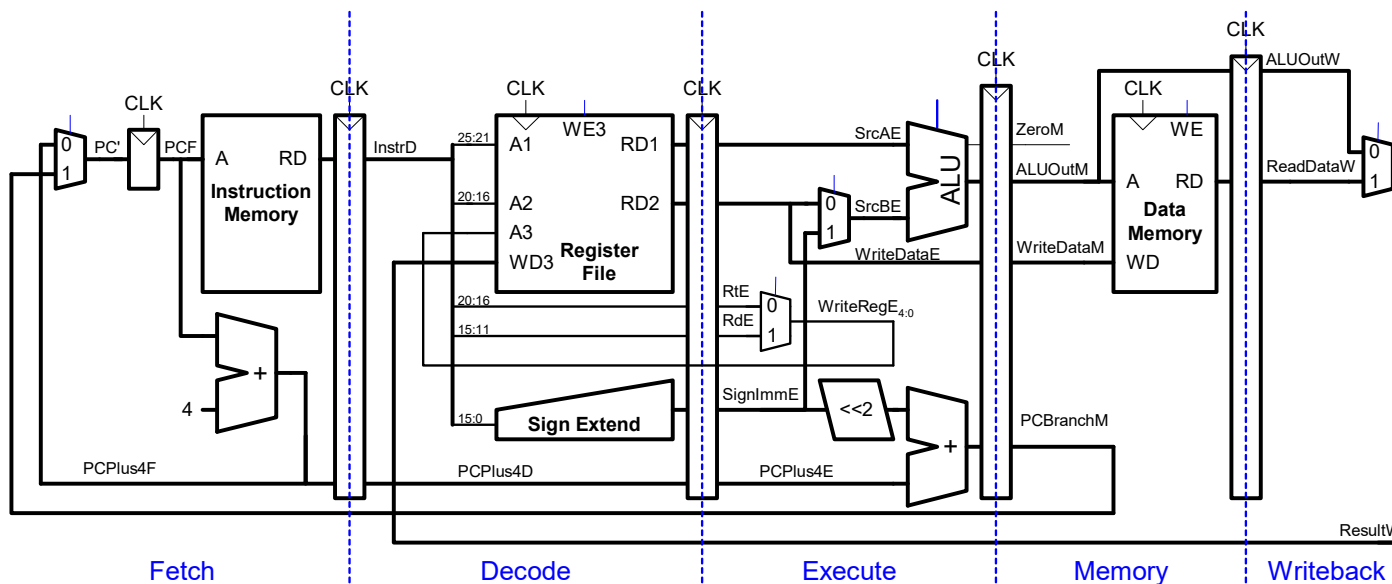 CLK
ALUOutW
CLK
CLK
CLK
CLK
CLK
CLK
0
1
PC'
PCF
A
RD
Instruction
Memory
InstrD
25:21
A1
WE3
RD1
20:16
A2
RD2
A3
WD3
Register
File
SrcAE
0
1
SrcBE
ALU
ZeroM
ALUOutM
WE
A
RD
Data
Memory
WD
0
1
ReadDataW
WriteDataE
WriteDataM
20:16
RtE
0
15:11
RdE
1
WriteRegE4:0
+
4
15:0
Sign Extend
SignImmE
<<2
+
PCBranchM
PCPlus4F
PCPlus4D
PCPlus4E
ResultW
Fetch
Decode
Execute
Memory
Writeback